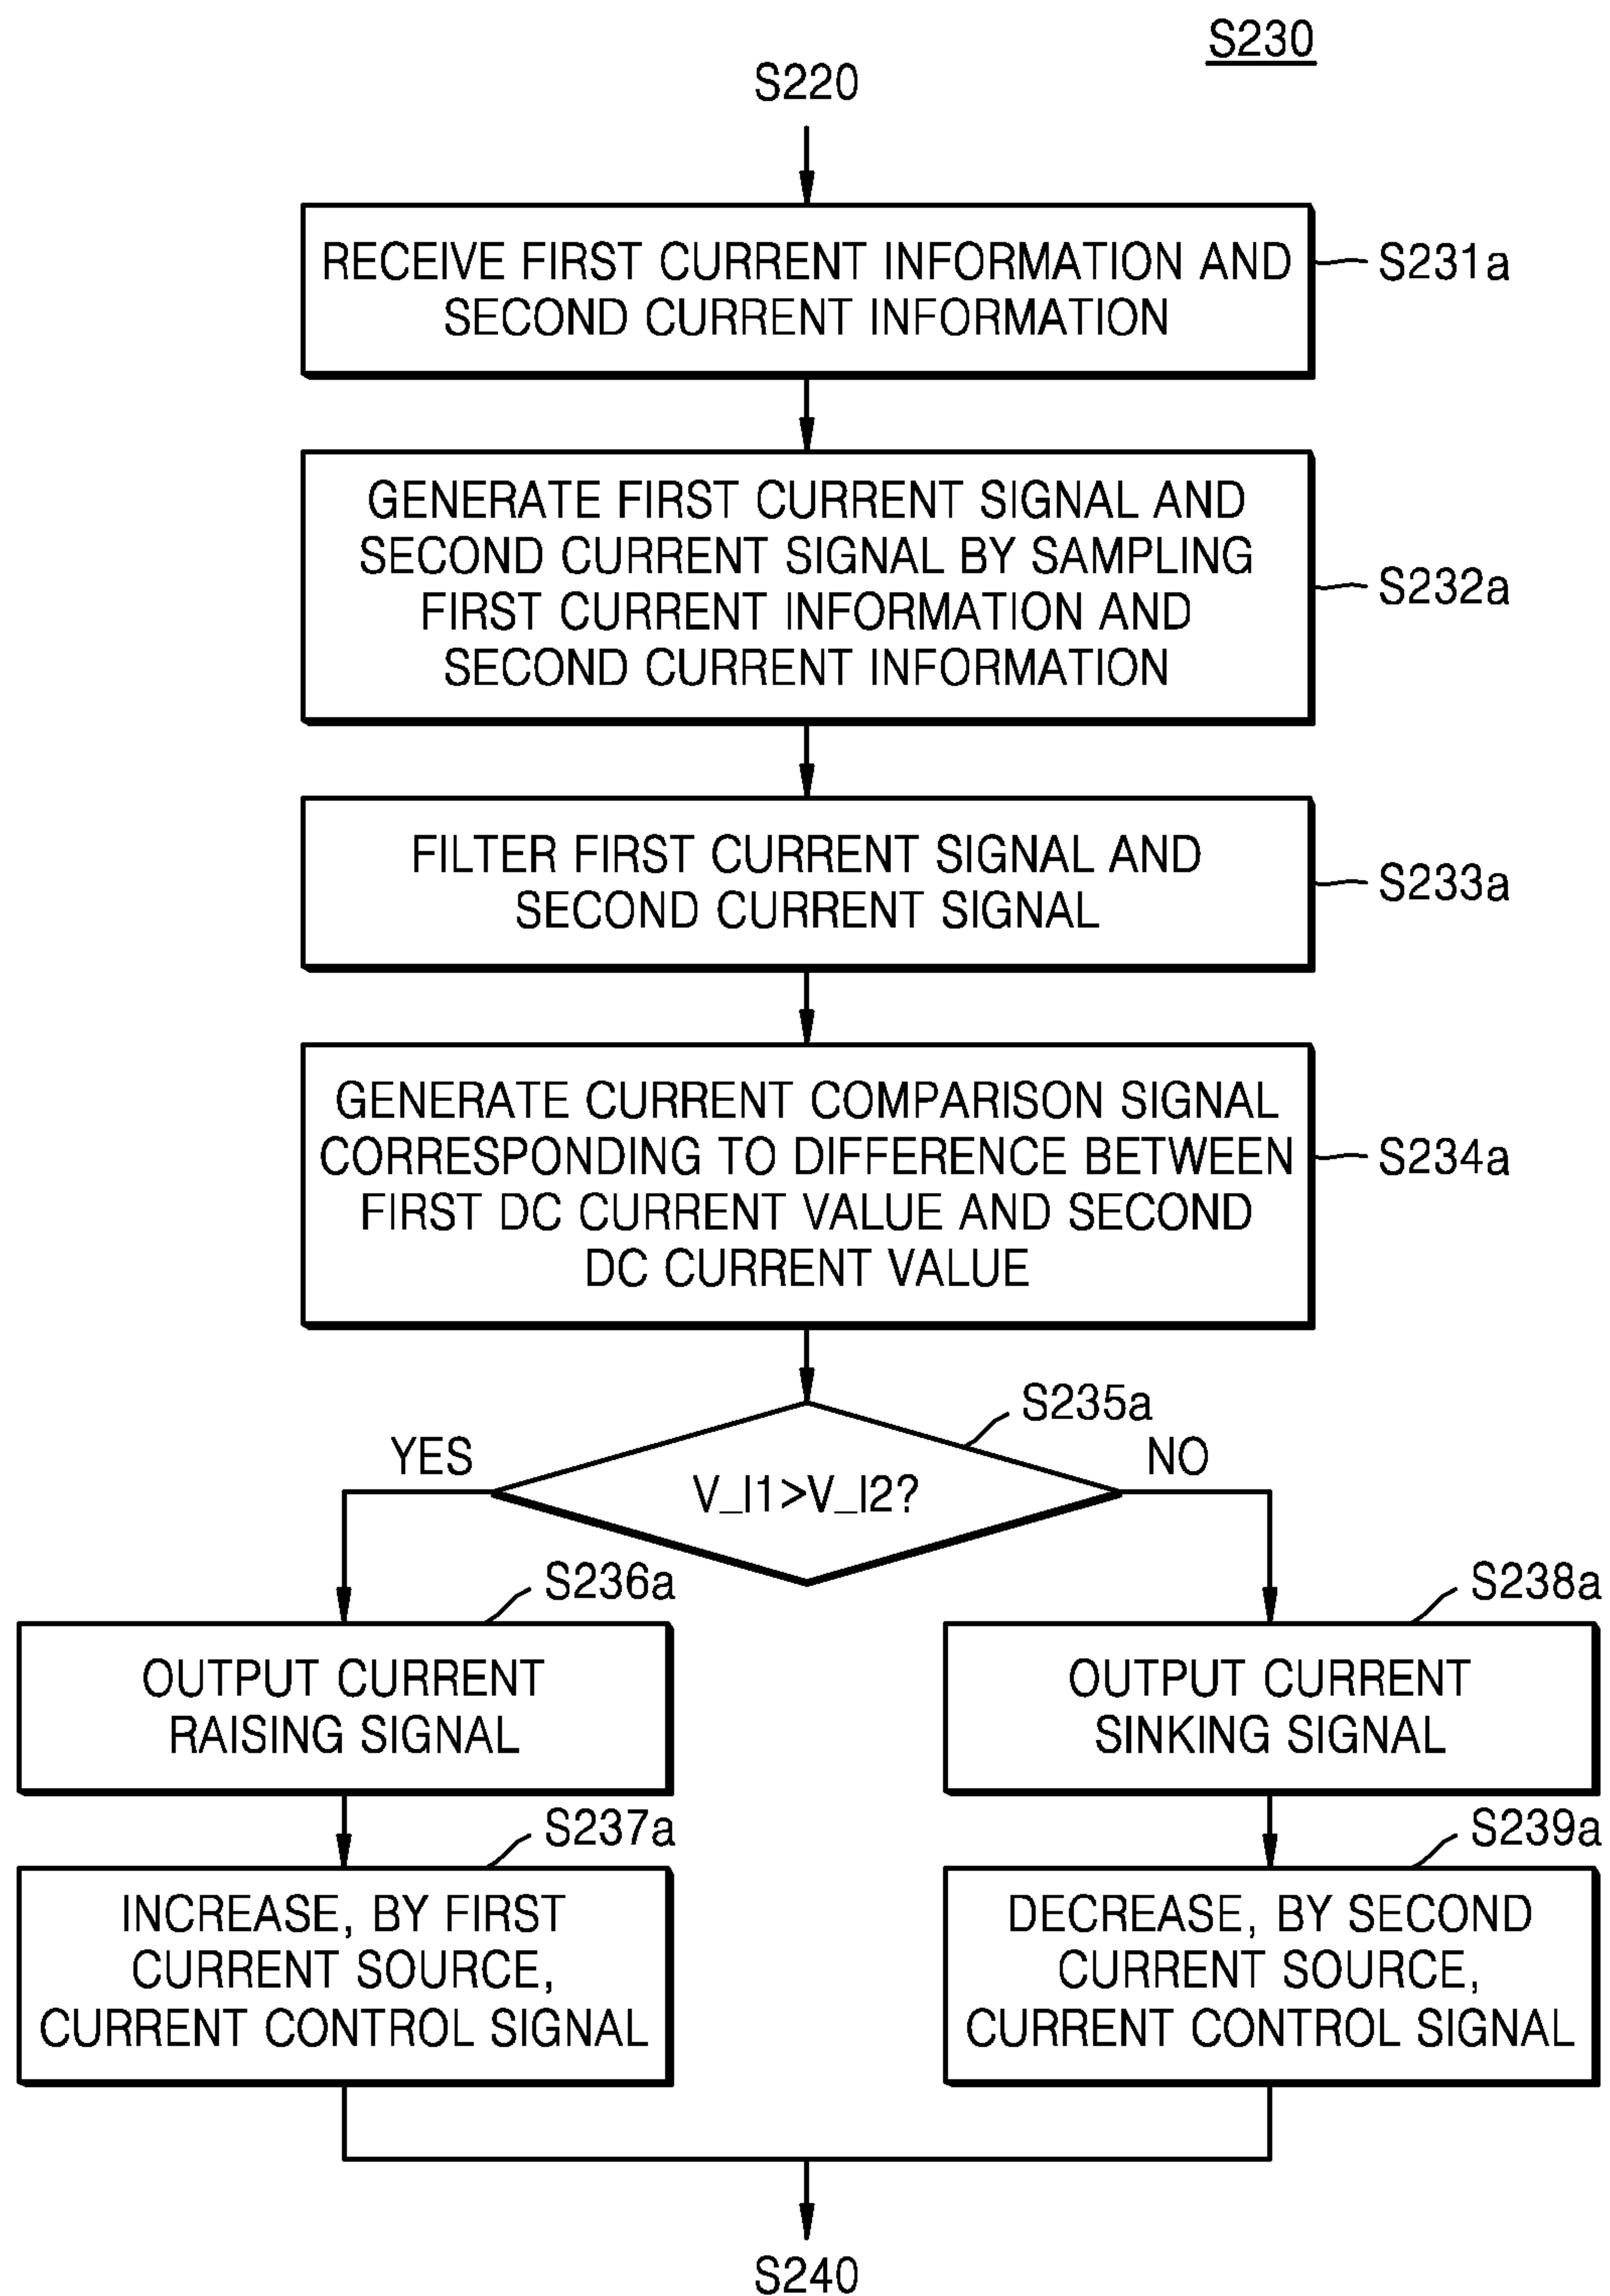 S230
S220
RECEIVE FIRST CURRENT INFORMATION AND
SECOND CURRENT INFORMATION
S231a
GENERATE FIRST CURRENT SIGNAL AND
SECOND CURRENT SIGNAL BY SAMPLING
FIRST CURRENT INFORMATION AND
SECOND CURRENT INFORMATION
S232a
FILTER FIRST CURRENT SIGNAL AND
SECOND CURRENT SIGNAL
S233a
GENERATE CURRENT COMPARISON SIGNAL
CORRESPONDING TO DIFFERENCE BETWEEN
FIRST DC CURRENT VALUE AND SECOND
DC CURRENT VALUE
S234a
S235a
YES
NO
V_I1>V_I2?
S236a
OUTPUT CURRENT
RAISING SIGNAL
S238a
OUTPUT CURRENT
SINKING SIGNAL
S237a
INCREASE, BY FIRST
CURRENT SOURCE,
CURRENT CONTROL SIGNAL
S239a
DECREASE, BY SECOND
CURRENT SOURCE,
CURRENT CONTROL SIGNAL
S240